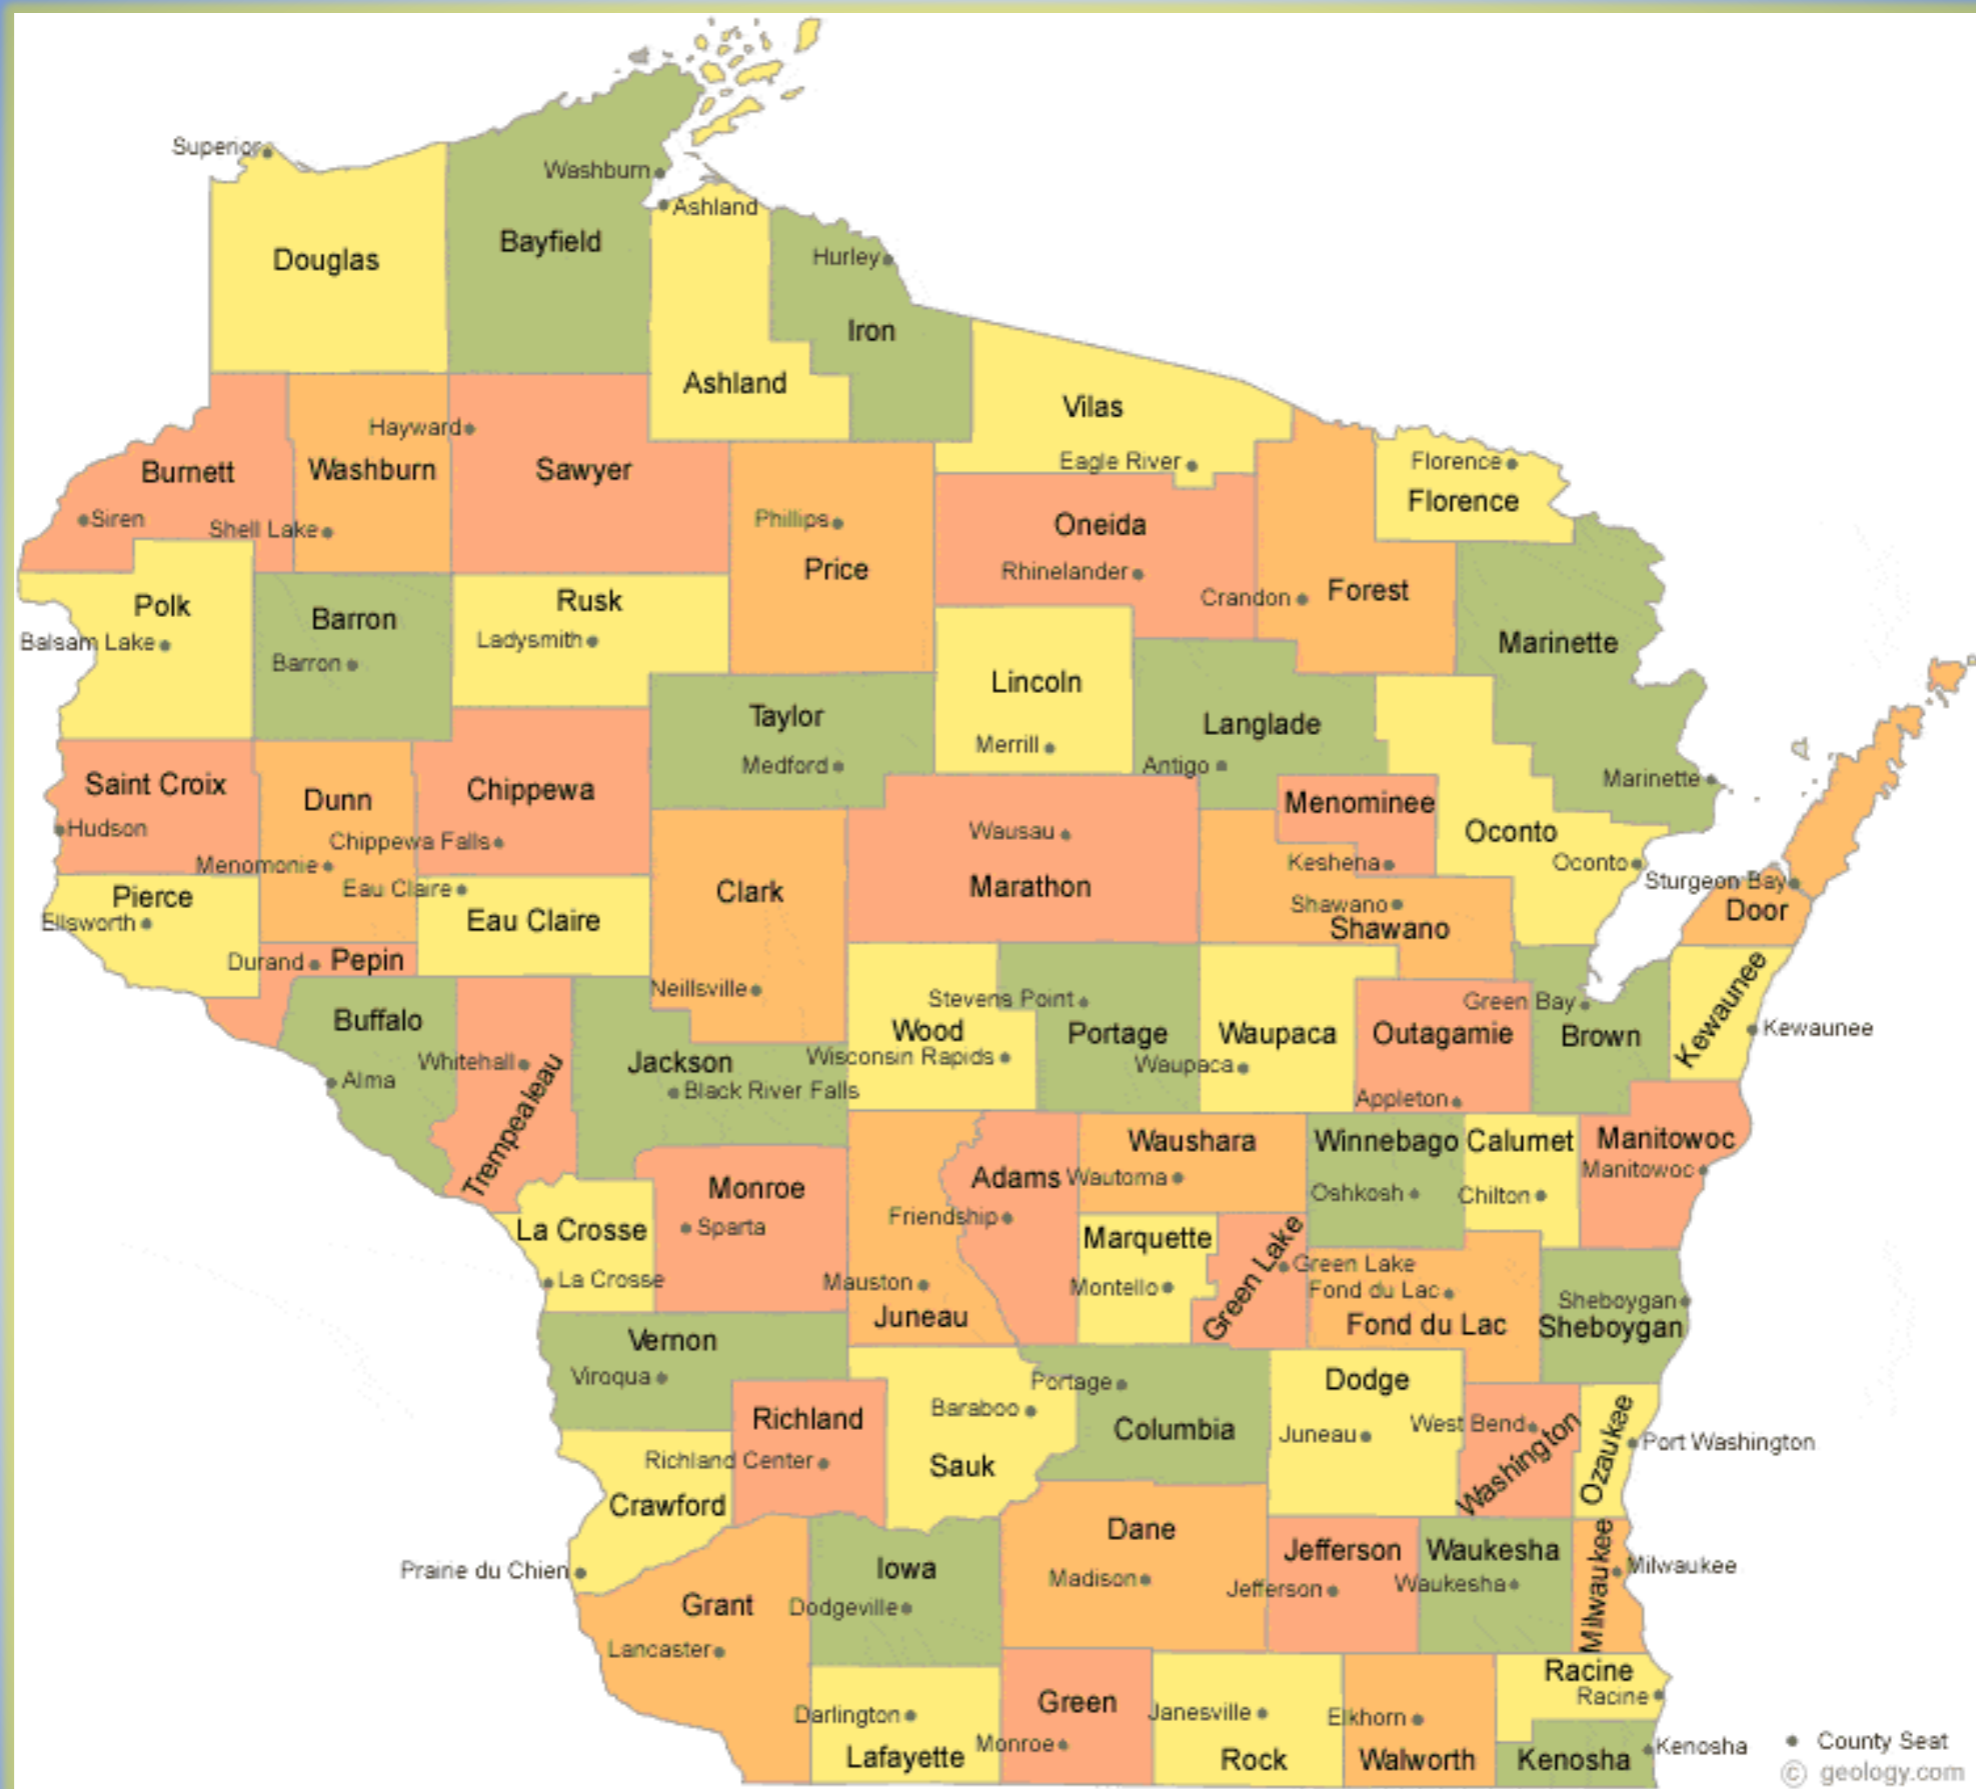 Superior
Washburn
Ashland
Bayfield
Douglas
Hurley
Iron
Ashland
Vilas
Hayward
Eagle River
Florence
Burnett
Washburn
Sawyer
Florence
Siren
Shell Lake
Phillips
Oneida
Price
Rhinelander
Crandon
Forest
Polk
Barron
Rusk
Balsam Lake
Ladysmith
Marinette
Barron
Lincoln
Taylor
Langlade
Merrill
Medford
Antigo
Marinette
Saint Croix
Dunn
Chippewa
Menominee
Hudson
Chippewa Falls
Wausau
Oconto
Menomonie
Keshena
Oconto
Eau Claire
Clark
Marathon
Sturgeon Bay
Pierce
Ellsworth
Eau Claire
Shawano
Shawano
Door
Durand
Pepin
Neillsville
Stevens Point
Green Bay
Kewaunee
Buffalo
Wood
Portage
Waupaca
Outagamie
Brown
Kewaunee
Whitehall
Jackson
Wisconsin Rapids
Waupaca
Alma
Black River Falls
Appleton
Trempealeau
Waushara
Winnebago
Calumet
Manitowoc
Monroe
Adams
Wautoma
Oshkosh
Chilton
Manitowoc
La Crosse
Sparta
Friendship
Marquette
Green Lake
Green Lake
La Crosse
Mauston
Montello
Fond du Lac
Sheboygan
Juneau
Fond du Lac
Sheboygan
Vernon
Viroqua
Portage
Dodge
Richland
Baraboo
Columbia
Juneau
West Bend
Washington
Ozaukee
Port Washington
Richland Center
Sauk
Crawford
Dane
Prairie du Chien
Iowa
Madison
Jefferson
Waukesha
Milwaukee
Milwaukee
Grant
Dodgeville
Jefferson
Waukesha
Lancaster
Racine
Green
Racine
Darlington
Janesville
Elkhorn
Lafayette
Monroe
Rock
Walworth
Kenosha
Kenosha
County Seat
© geology.com